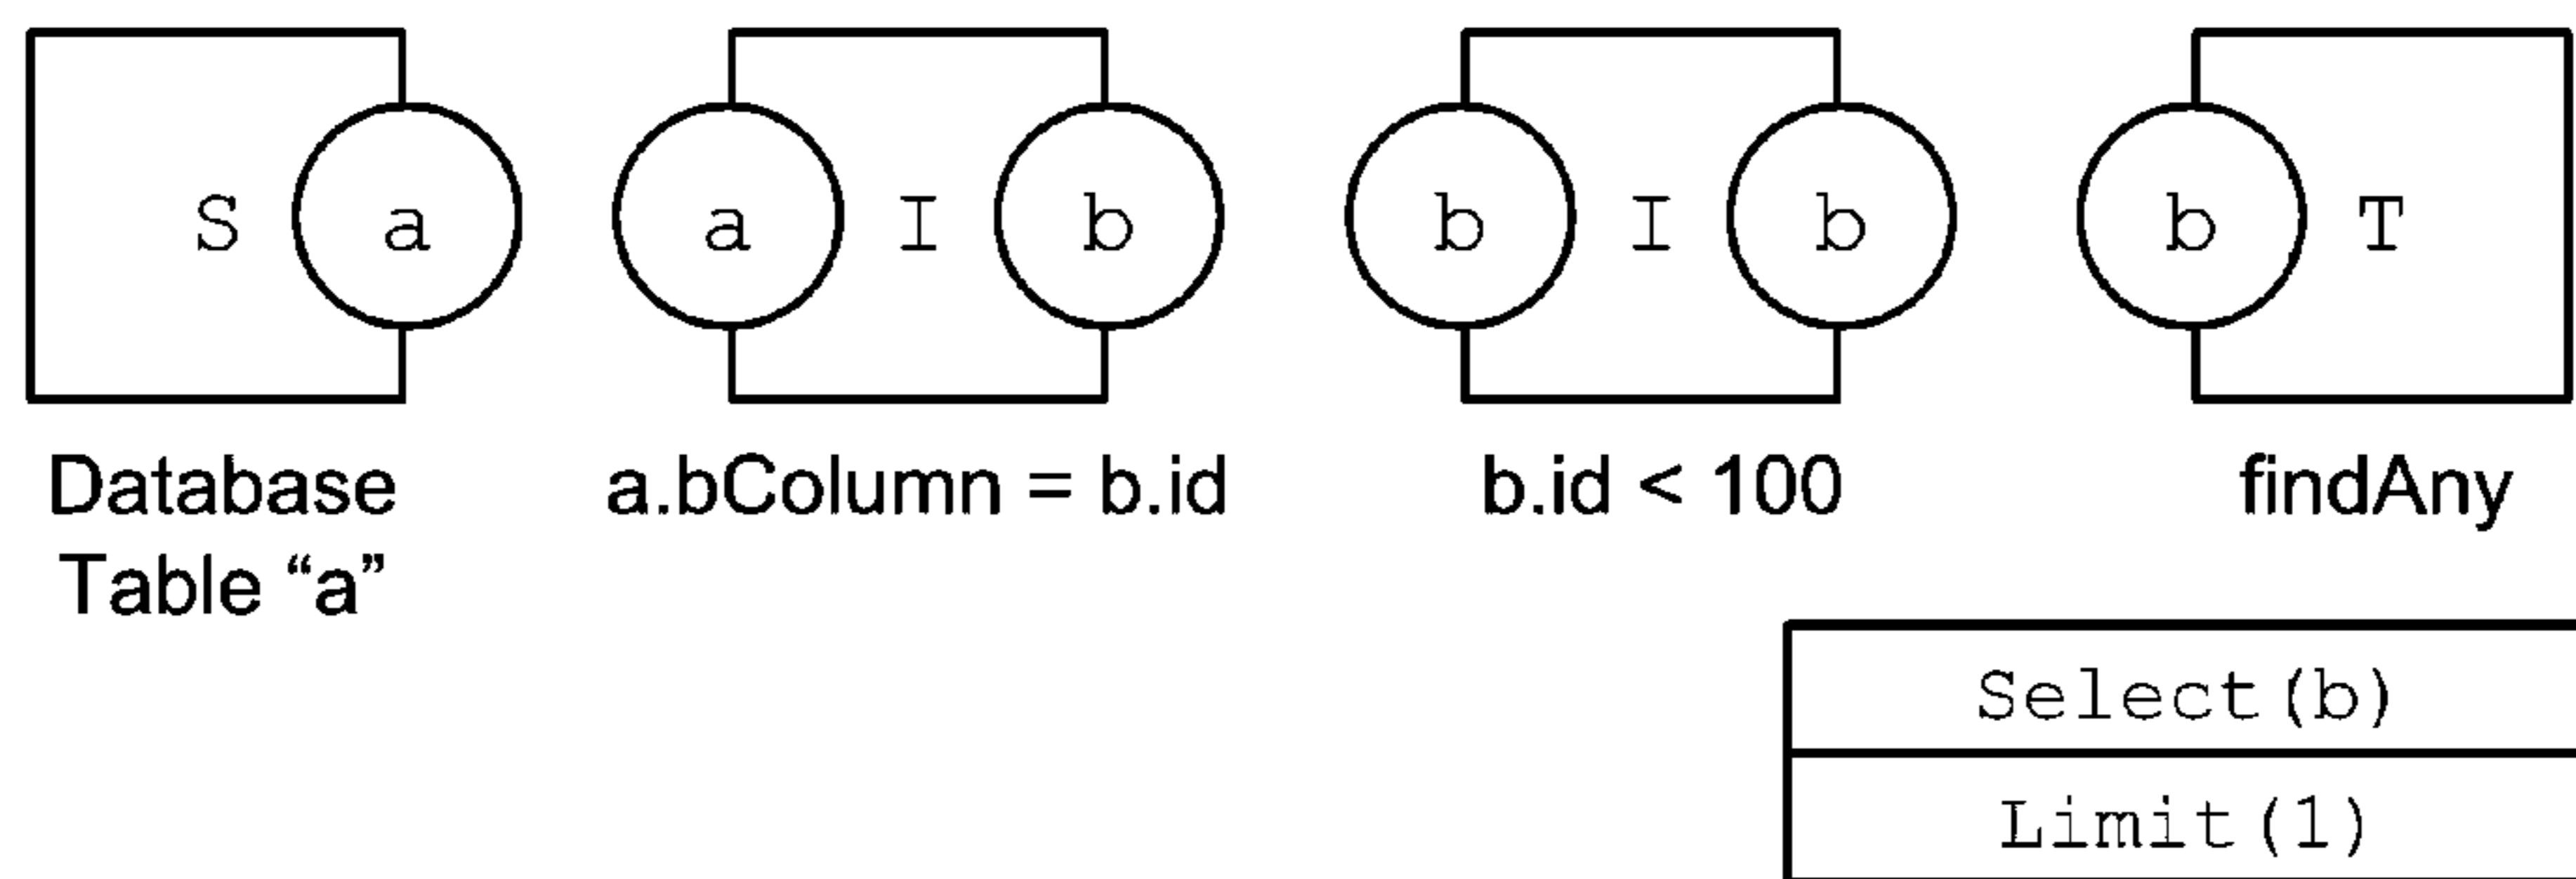 S a a I b b I b b T
Database a.bColumn = b.id b.id < 100 findAny
Table “a”
Select(b)
Limit(1)